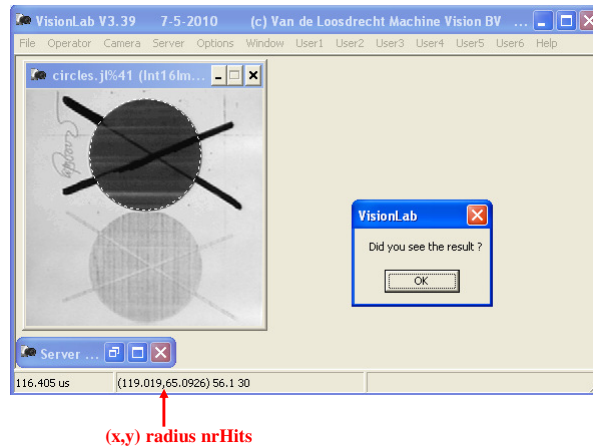 VisionLab V3.39 7-5-2010 (c) Van de Loosdrecht Machine Vision BV ...
File Operator Camera Server Options Window User1 User2 User3 User4 User5 User6 Help
circles.jl%41 (Int16Im...
VisionLab
Did you see the result ?
OK
Server ...
116.405 us (119.019,65.0926) 56.1 30
(x,y) radius nrHits